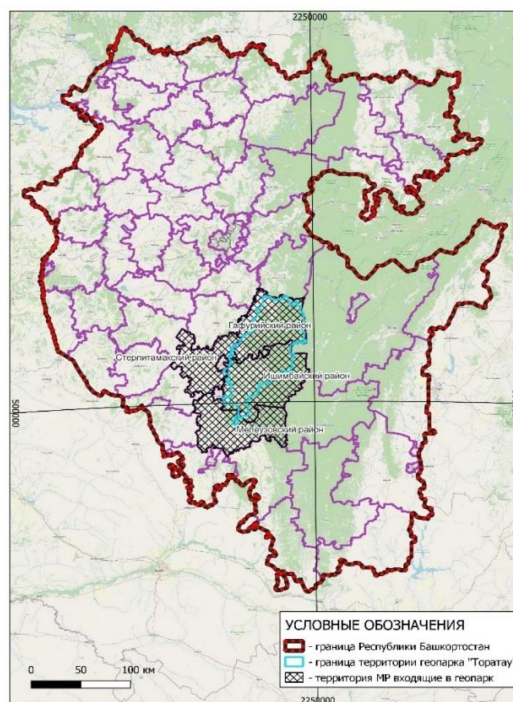 2250000
Гафурийский район
Стерлитамакский район
Ишимбайский район
500000
Мелеузовский район
УСЛОВНЫЕ ОБОЗНАЧЕНИЯ
- граница Республики Башкортостан
- граница территории геопарка "Торатау"
- территория МР входящие в геопарк
0 50 100 км
2250000